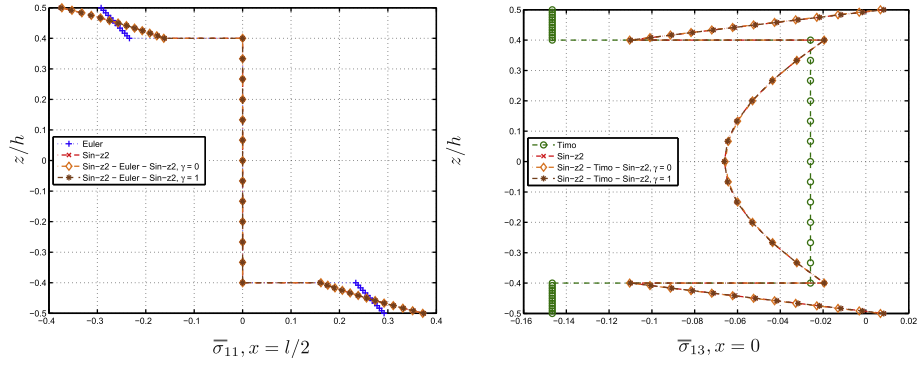 0.5
0.4
0.3
0.2
0.1
0
−0.1
−0.2
−0.3
−0.4
−0.5
z/h
Euler
Sin−z2
Sin−z2 − Euler − Sin−z2, γ = 0
Sin−z2 − Euler − Sin−z2, γ = 1
−0.4 −0.3 −0.2 −0.1 0 0.1 0.2 0.3 0.4
σ̅₁₁, x = l/2
0.5
0.4
0.3
0.2
0.1
0
−0.1
−0.2
−0.3
−0.4
−0.5
z/h
Timo
Sin−z2
Sin−z2 − Timo − Sin−z2, γ = 0
Sin−z2 − Timo − Sin−z2, γ = 1
−0.16 −0.14 −0.12 −0.1 −0.08 −0.06 −0.04 −0.02 0 0.02
σ̅₁₃, x = 0